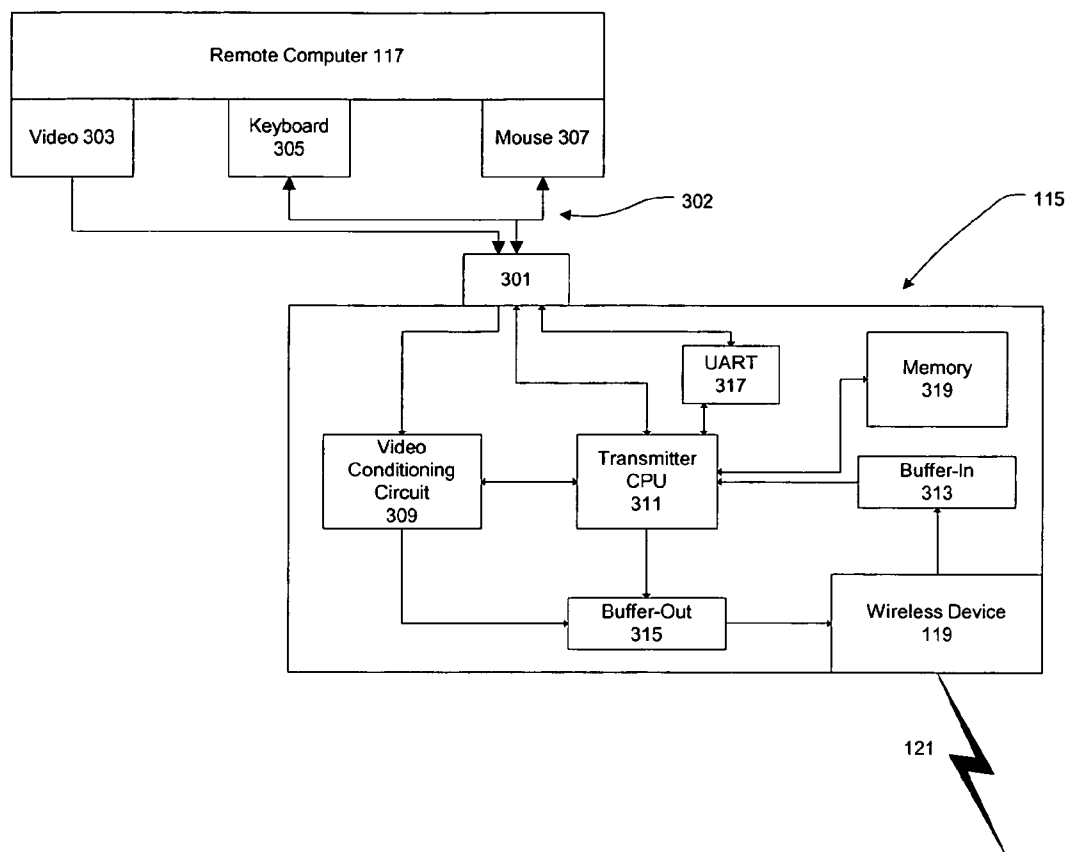 Remote Computer 117
Video 303
Keyboard
305
Mouse 307
302
115
301
UART
317
Memory
319
Video
Conditioning
Circuit
309
Transmitter
CPU
311
Buffer-In
313
Buffer-Out
315
Wireless Device
119
121